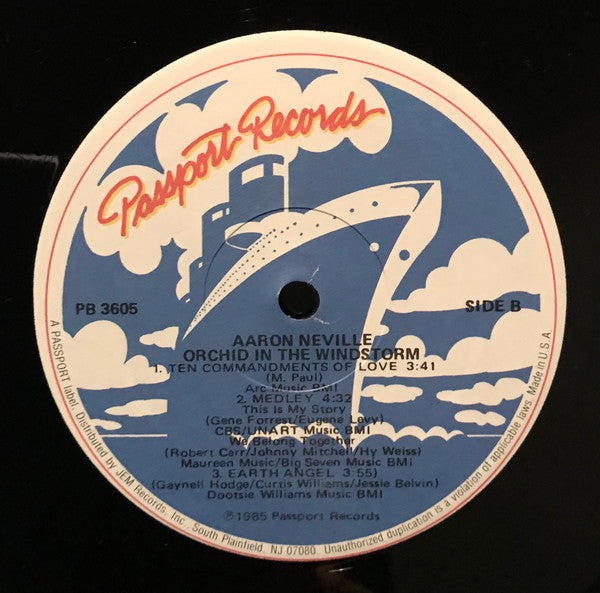 Passport Records
PB 3605
SIDE B
AARON NEVILLE
ORCHID IN THE WINDSTORM
1. TEN COMMANDMENTS OF LOVE 3:41
(M. Paul)
Arc Music BMI
2. MEDLEY 4:32
This Is My Story
(Gene Forrest/Eugene Levy)
CBS/UNART Music BMI
We Belong Together
(Robert Carr/Johnny Mitchell/Hy Weiss)
Maureen Music/Big Seven Music BMI
3. EARTH ANGEL 3:55)
(Gaynell Hodge/Curtis Williams/Jessie Belvin)
Dootsie Williams Music BMI
℗1985 Passport Records
A PASSPORT label. Distributed by JEM Records, Inc. South Plainfield, NJ 07080. Unauthorized duplication is a violation of applicable laws. Made in U.S.A.